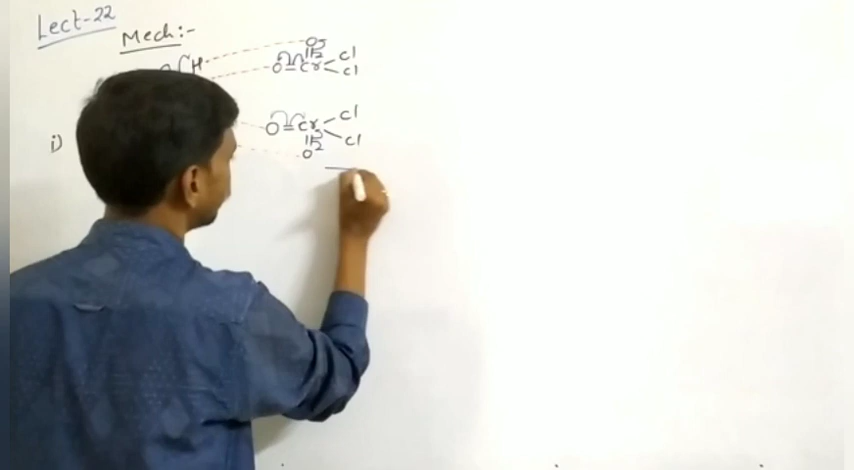 Lect-22
Mech:-
CH
O
O=Cr Cl
Cl
i)
O=Cr Cl
Cl
O